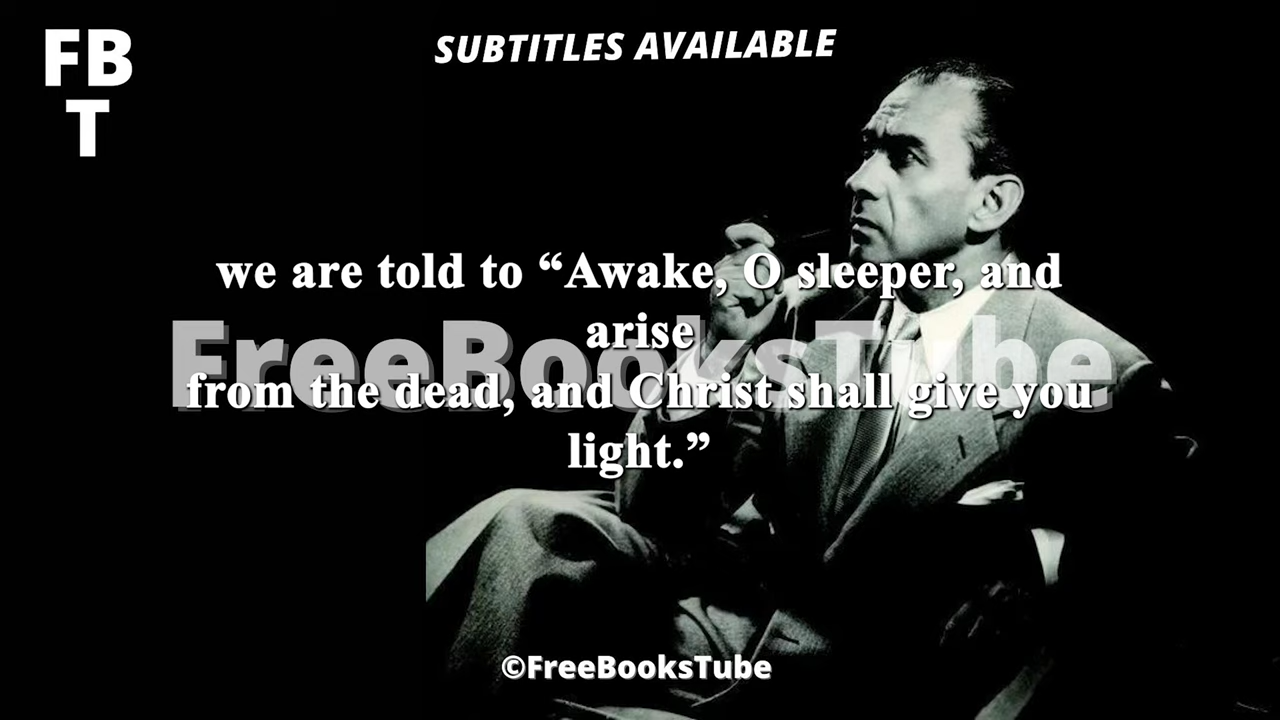 FB
T
SUBTITLES AVAILABLE
we are told to “Awake, O sleeper, and
arise
FreeBooksTube
from the dead, and Christ shall give you
light.”
©FreeBooksTube